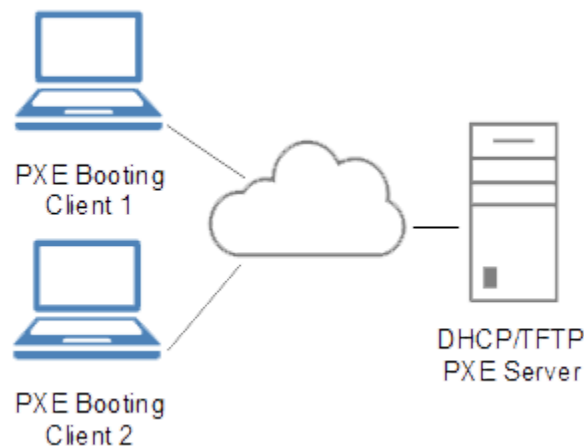 PXE Booting
Client 1
PXE Booting
Client 2
DHCP/TFTP
PXE Server